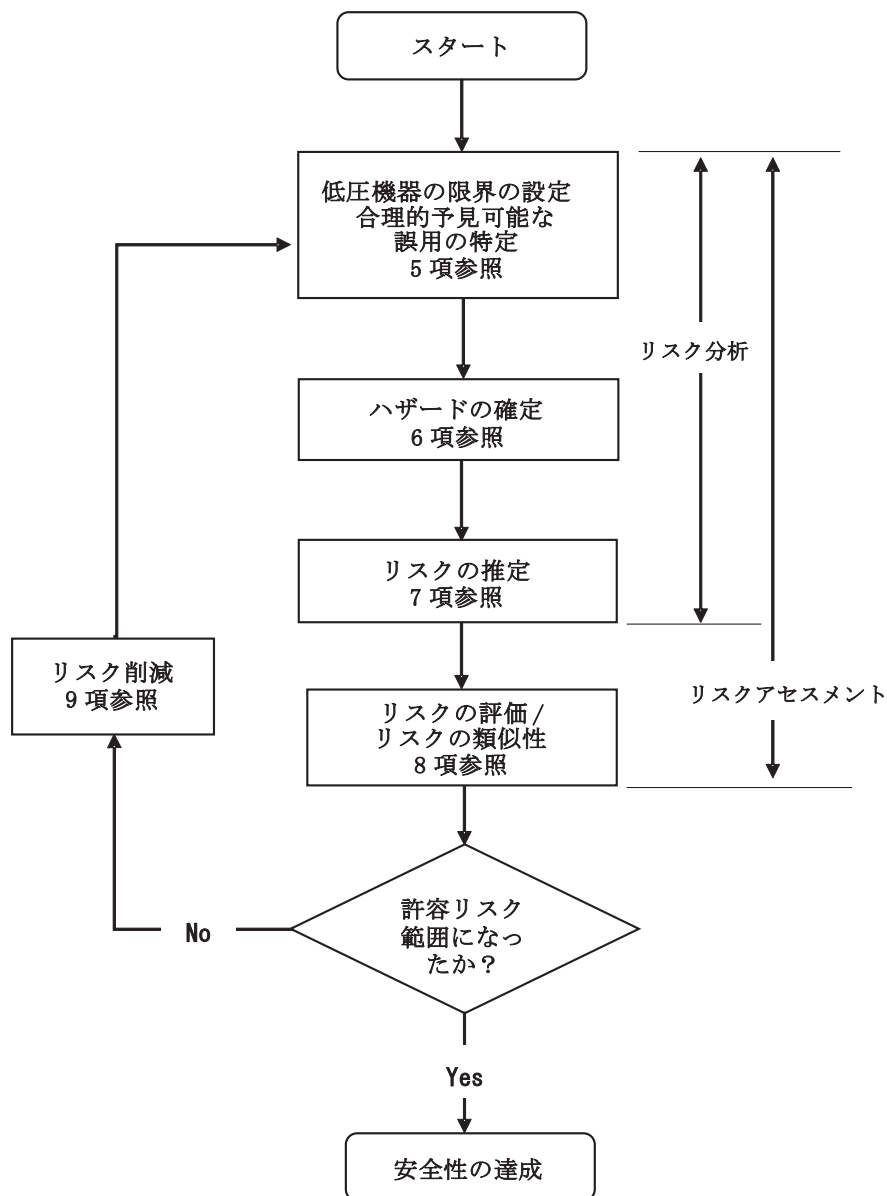 スタート
低圧機器の限界の設定
合理的予見可能な
誤用の特定
5 項参照
リスク分析
ハザードの確定
6 項参照
リスクの推定
7 項参照
リスク削減
9 項参照
リスクアセスメント
リスクの評価/
リスクの類似性
8 項参照
許容リスク
範囲になっ
たか？
No
Yes
安全性の達成